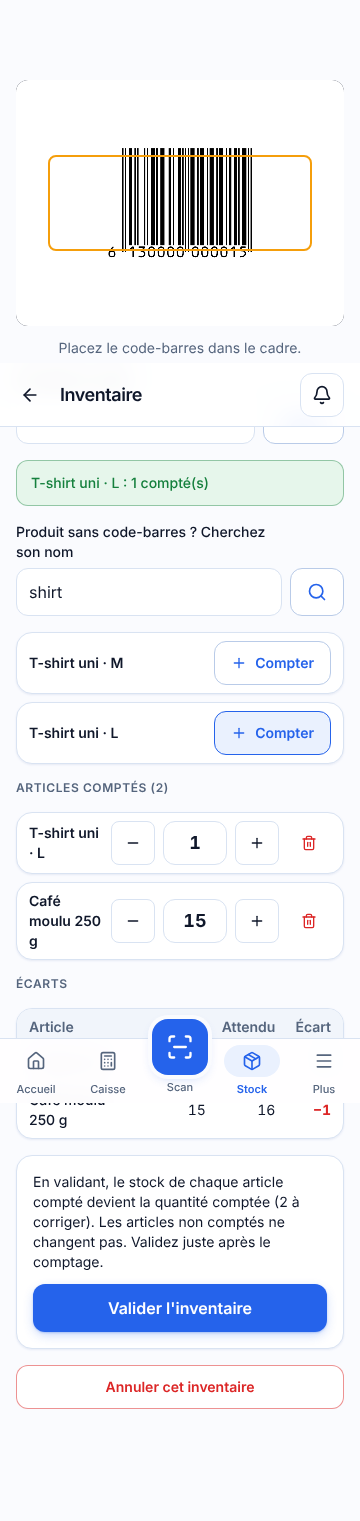 6 130000 000015
Placez le code-barres dans le cadre.
Inventaire
T-shirt uni · L : 1 compté(s)
Produit sans code-barres ? Cherchez
son nom
shirt
T-shirt uni · M
Compter
T-shirt uni · L
Compter
ARTICLES COMPTÉS (2)
T-shirt uni
· L
1
Café
moulu 250
g
15
ÉCARTS
Article
Attendu
Écart
Accueil
Caisse
Scan
Stock
Plus
250 g
15
16
−1
En validant, le stock de chaque article
compté devient la quantité comptée (2 à
corriger). Les articles non comptés ne
changent pas. Validez juste après le
comptage.
Valider l'inventaire
Annuler cet inventaire